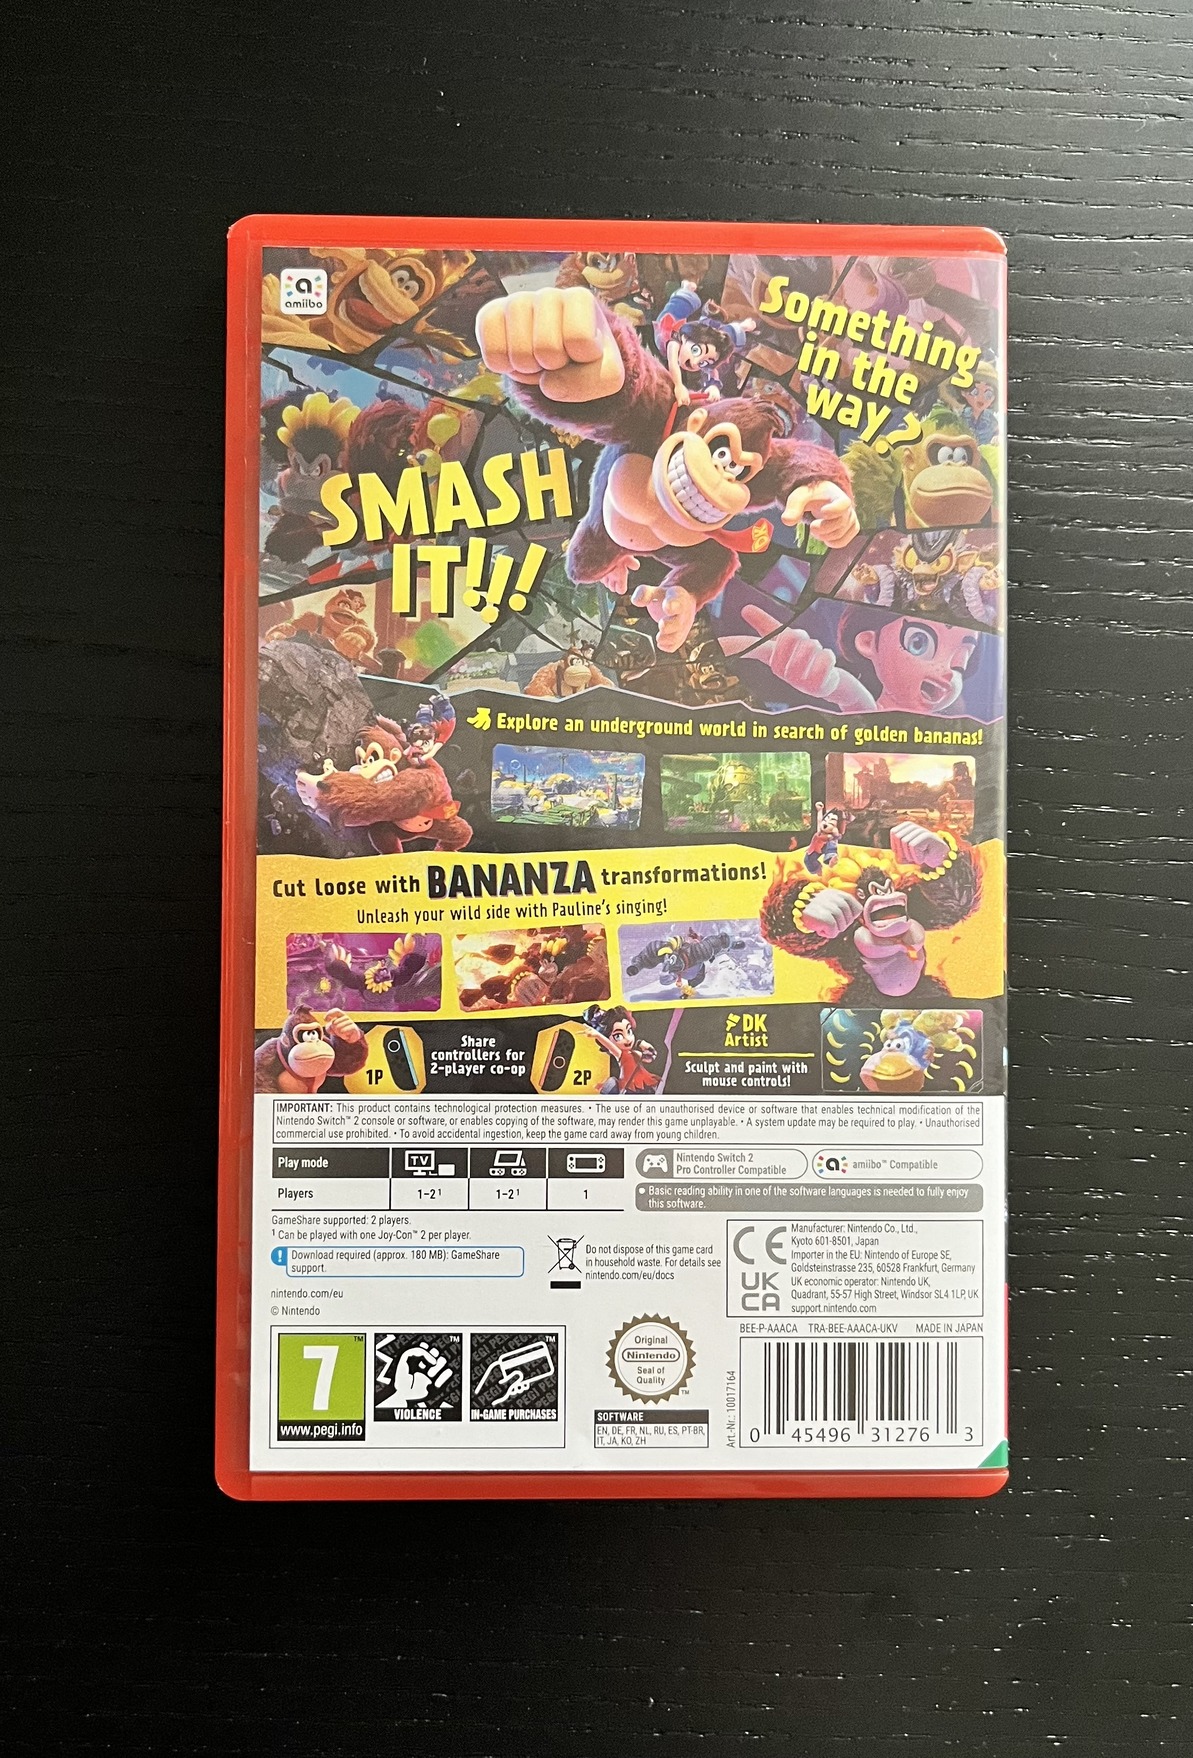 amiibo
Something
in the
way?
SMASH
IT!!!
Explore an underground world in search of golden bananas!
Cut loose with BANANZA transformations!
Unleash your wild side with Pauline's singing!
1P
Share
controllers for
2-player co-op
2P
DK
Artist
Sculpt and paint with
mouse controls!
IMPORTANT: This product contains technological protection measures. • The use of an unauthorised device or software that enables technical modification of the
Nintendo Switch™ 2 console or software, or enables copying of the software, may render this game unplayable. • A system update may be required to play. • Unauthorised
commercial use prohibited. • To avoid accidental ingestion, keep the game card away from young children.
Play mode
TV
Players
1-2¹
1-2¹
1
Nintendo Switch 2
Pro Controller Compatible
amiibo™ Compatible
• Basic reading ability in one of the software languages is needed to fully enjoy
this software.
GameShare supported: 2 players.
¹ Can be played with one Joy-Con™ 2 per player.
! Download required (approx. 180 MB): GameShare
support.
nintendo.com/eu
© Nintendo
Do not dispose of this game card
in household waste. For details see
nintendo.com/eu/docs
CE
UK
CA
Manufacturer: Nintendo Co., Ltd.,
Kyoto 601-8501, Japan
Importer in the EU: Nintendo of Europe SE,
Goldsteinstrasse 235, 60528 Frankfurt, Germany
UK economic operator: Nintendo UK,
Quadrant, 55-57 High Street, Windsor SL4 1LP, UK
support.nintendo.com
BEE-P-AAACA TRA-BEE-AAACA-UKV MADE IN JAPAN
7
™
www.pegi.info
™
VIOLENCE
™
IN-GAME PURCHASES
Original
Nintendo
Seal of
Quality
™
SOFTWARE
EN, DE, FR, NL, RU, ES, PT-BR,
IT, JA, KO, ZH
Art.-Nr.: 10017164
0 45496 31276 3